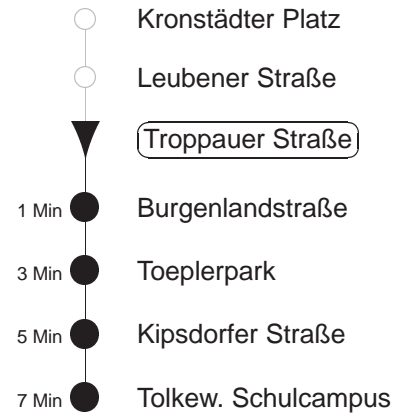 Kronstädter Platz
Leubener Straße
Troppauer Straße
1 Min Burgenlandstraße
3 Min Toeplerpark
5 Min Kipsdorfer Straße
7 Min Tolkew. Schulcampus